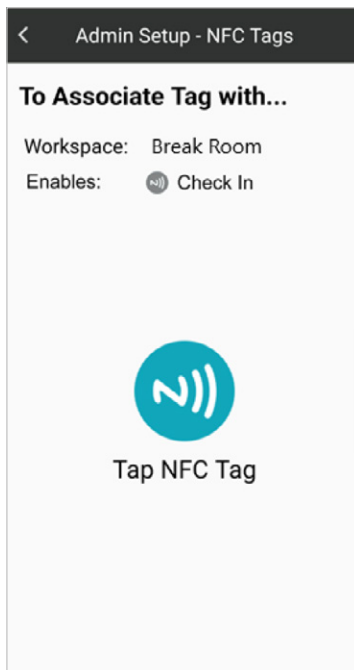 Admin Setup - NFC Tags
To Associate Tag with...
Workspace: Break Room
Enables: Check In
Tap NFC Tag